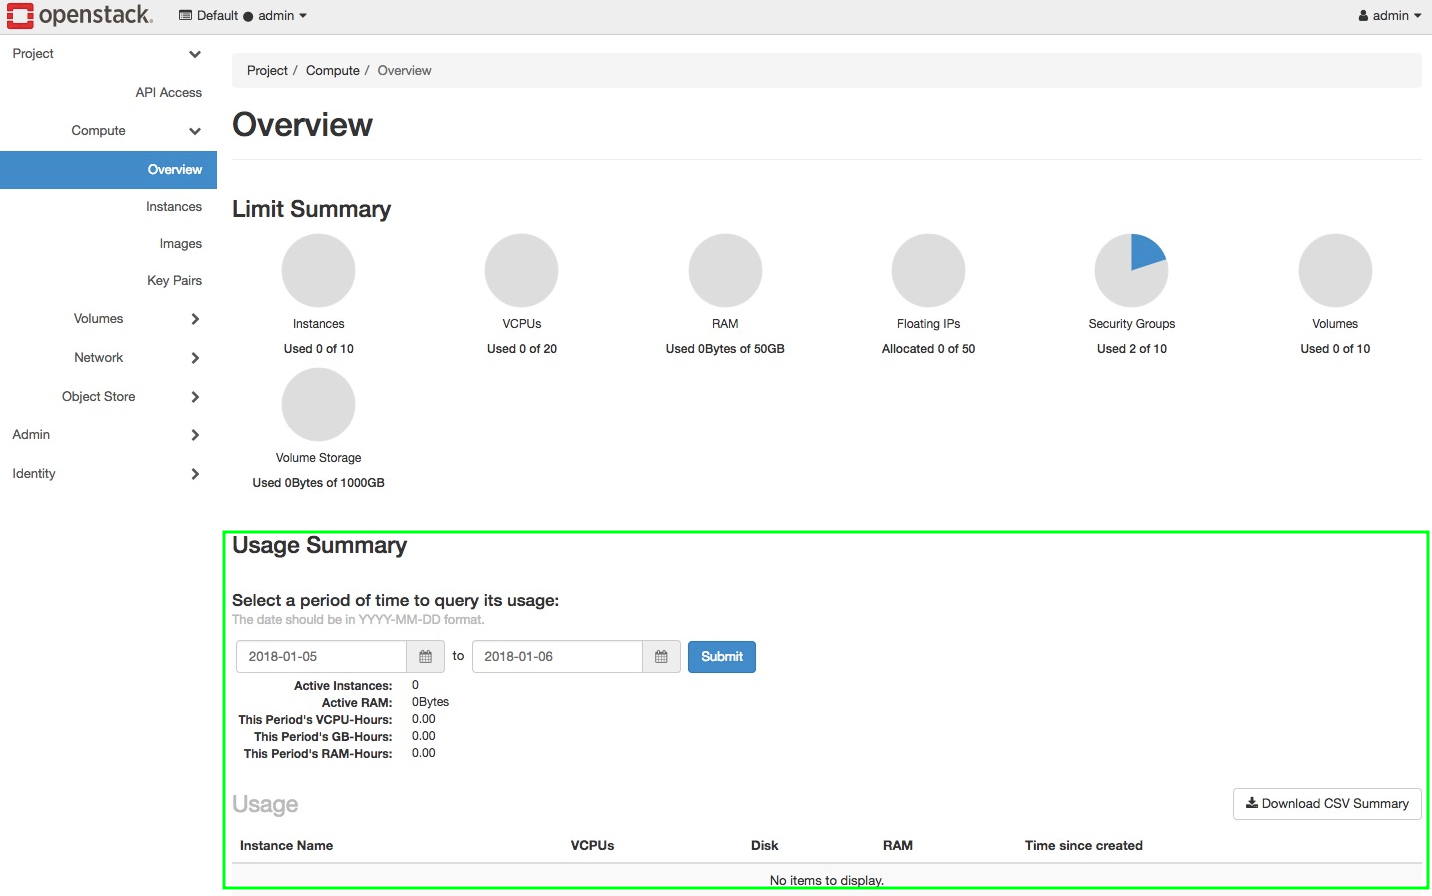 openstack. Default ● admin admin
Project
API Access
Compute
Overview
Instances
Images
Key Pairs
Volumes
Network
Object Store
Admin
Identity
Project / Compute / Overview
Overview
Limit Summary
Instances
Used 0 of 10
VCPUs
Used 0 of 20
RAM
Used 0Bytes of 50GB
Floating IPs
Allocated 0 of 50
Security Groups
Used 2 of 10
Volumes
Used 0 of 10
Volume Storage
Used 0Bytes of 1000GB
Usage Summary
Select a period of time to query its usage:
The date should be in YYYY-MM-DD format.
2018-01-05 to 2018-01-06 Submit
Active Instances: 0
Active RAM: 0Bytes
This Period's VCPU-Hours: 0.00
This Period's GB-Hours: 0.00
This Period's RAM-Hours: 0.00
Usage Download CSV Summary
Instance Name VCPUs Disk RAM Time since created
No items to display.